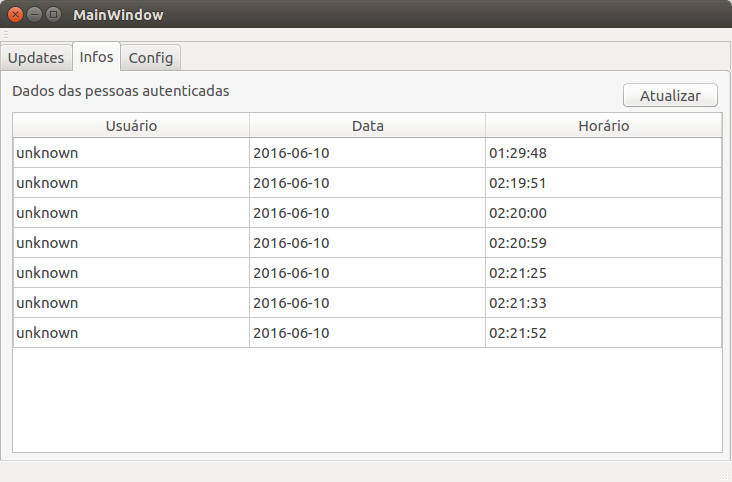 MainWindow
Updates Infos Config
Dados das pessoas autenticadas
Atualizar
Usuário Data Horário
unknown 2016-06-10 01:29:48
unknown 2016-06-10 02:19:51
unknown 2016-06-10 02:20:00
unknown 2016-06-10 02:20:59
unknown 2016-06-10 02:21:25
unknown 2016-06-10 02:21:33
unknown 2016-06-10 02:21:52